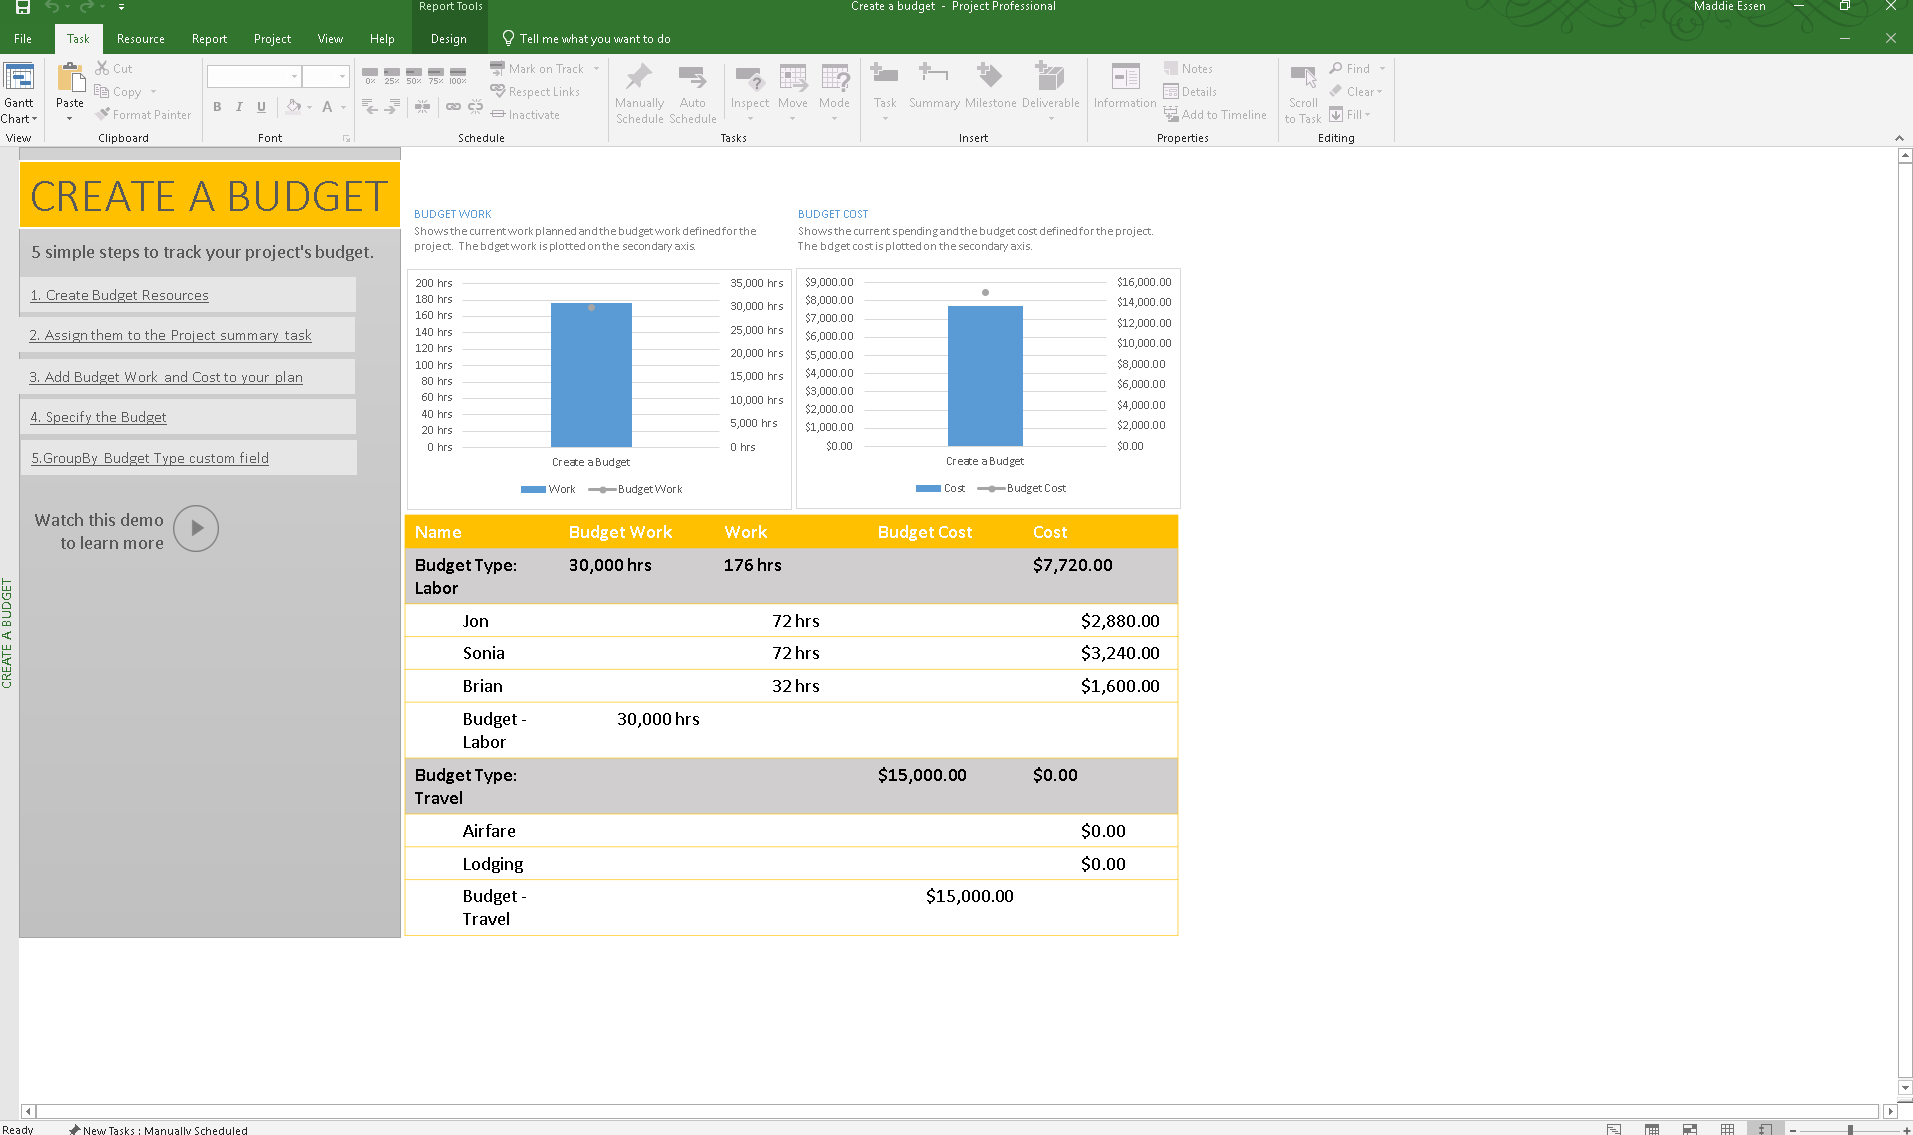 Report Tools
Create a budget - Project Professional
Maddie Essen
File
Task
Resource
Report
Project
View
Help
Design
Tell me what you want to do
Gantt
Chart
View
Paste
Cut
Copy
Format Painter
Clipboard
B I U
A
Font
0% 25% 50% 75% 100%
Mark on Track
Respect Links
Inactivate
Schedule
Manually
Schedule
Auto
Schedule
Inspect
Move
Mode
Tasks
Task
Summary
Milestone
Deliverable
Insert
Information
Notes
Details
Add to Timeline
Properties
Scroll
to Task
Find
Clear
Fill
Editing
CREATE A BUDGET
CREATE A BUDGET
5 simple steps to track your project's budget.
1. Create Budget Resources
2. Assign them to the Project summary task
3. Add Budget Work and Cost to your plan
4. Specify the Budget
5.GroupBy Budget Type custom field
Watch this demo
to learn more
BUDGET WORK
Shows the current work planned and the budget work defined for the
project. The bdget work is plotted on the secondary axis.
200 hrs
180 hrs
160 hrs
140 hrs
120 hrs
100 hrs
80 hrs
60 hrs
40 hrs
20 hrs
0 hrs
35,000 hrs
30,000 hrs
25,000 hrs
20,000 hrs
15,000 hrs
10,000 hrs
5,000 hrs
0 hrs
Create a Budget
Work Budget Work
BUDGET COST
Shows the current spending and the budget cost defined for the project.
The bdget cost is plotted on the secondary axis.
$9,000.00
$8,000.00
$7,000.00
$6,000.00
$5,000.00
$4,000.00
$3,000.00
$2,000.00
$1,000.00
$0.00
$16,000.00
$14,000.00
$12,000.00
$10,000.00
$8,000.00
$6,000.00
$4,000.00
$2,000.00
$0.00
Create a Budget
Cost Budget Cost
Name Budget Work Work Budget Cost Cost
Budget Type: 30,000 hrs 176 hrs $7,720.00
Labor
Jon 72 hrs $2,880.00
Sonia 72 hrs $3,240.00
Brian 32 hrs $1,600.00
Budget - 30,000 hrs
Labor
Budget Type: $15,000.00 $0.00
Travel
Airfare $0.00
Lodging $0.00
Budget - $15,000.00
Travel
Ready
New Tasks : Manually Scheduled